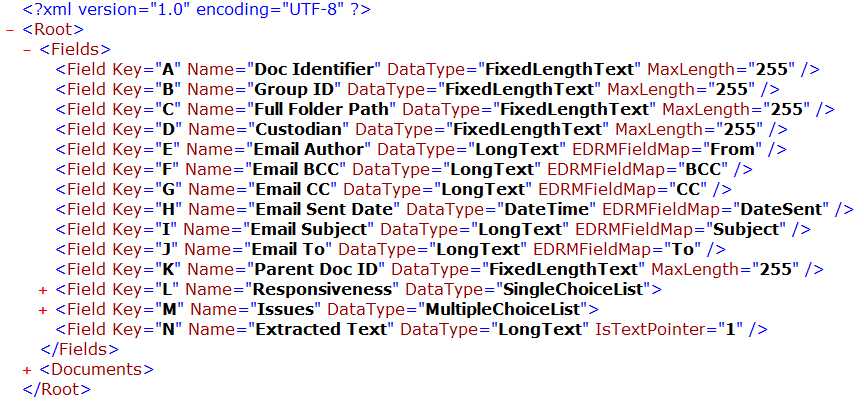 <?xml version="1.0" encoding="UTF-8" ?>
- <Root>
- <Fields>
<Field Key="A" Name="Doc Identifier" DataType="FixedLengthText" MaxLength="255" />
<Field Key="B" Name="Group ID" DataType="FixedLengthText" MaxLength="255" />
<Field Key="C" Name="Full Folder Path" DataType="FixedLengthText" MaxLength="255" />
<Field Key="D" Name="Custodian" DataType="FixedLengthText" MaxLength="255" />
<Field Key="E" Name="Email Author" DataType="LongText" EDRMFieldMap="From" />
<Field Key="F" Name="Email BCC" DataType="LongText" EDRMFieldMap="BCC" />
<Field Key="G" Name="Email CC" DataType="LongText" EDRMFieldMap="CC" />
<Field Key="H" Name="Email Sent Date" DataType="DateTime" EDRMFieldMap="DateSent" />
<Field Key="I" Name="Email Subject" DataType="LongText" EDRMFieldMap="Subject" />
<Field Key="J" Name="Email To" DataType="LongText" EDRMFieldMap="To" />
<Field Key="K" Name="Parent Doc ID" DataType="FixedLengthText" MaxLength="255" />
+ <Field Key="L" Name="Responsiveness" DataType="SingleChoiceList">
+ <Field Key="M" Name="Issues" DataType="MultipleChoiceList">
<Field Key="N" Name="Extracted Text" DataType="LongText" IsTextPointer="1" />
</Fields>
+ <Documents>
</Root>